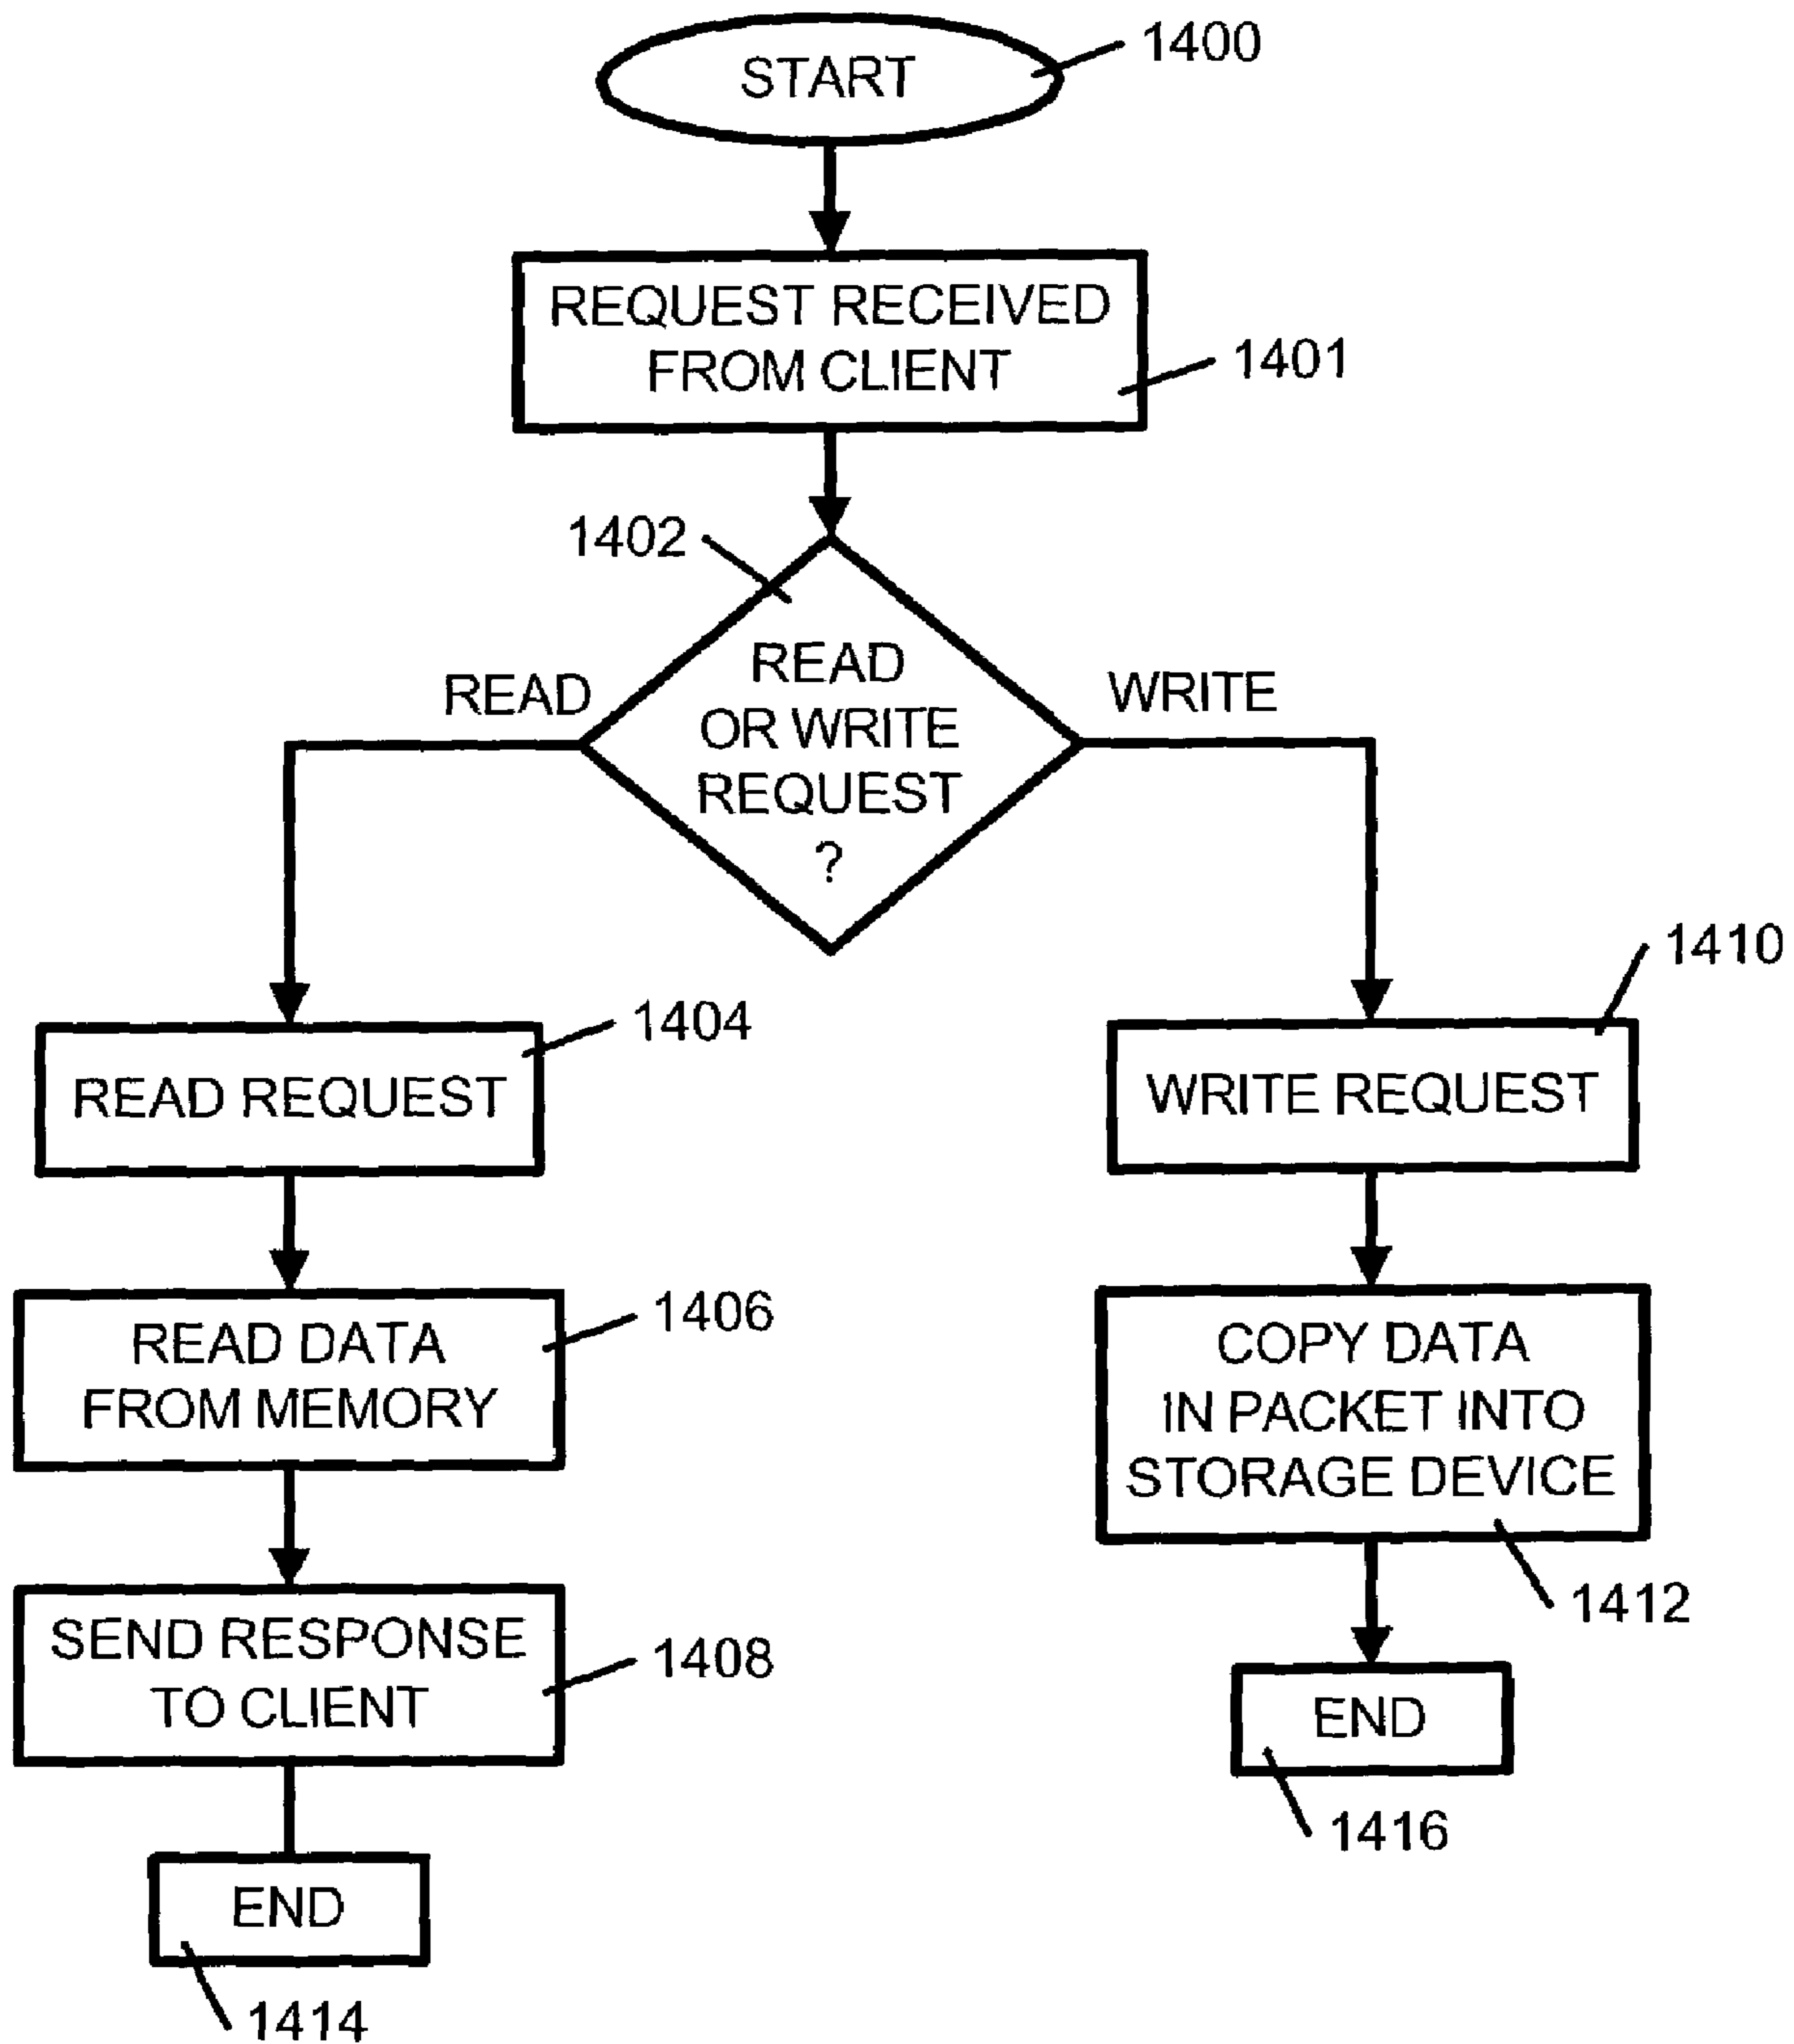 START
1400
REQUEST RECEIVED
FROM CLIENT
1401
1402
READ
OR WRITE
REQUEST
?
READ
WRITE
1404
READ REQUEST
1406
READ DATA
FROM MEMORY
1408
SEND RESPONSE
TO CLIENT
END
1414
1410
WRITE REQUEST
COPY DATA
IN PACKET INTO
STORAGE DEVICE
1412
END
1416